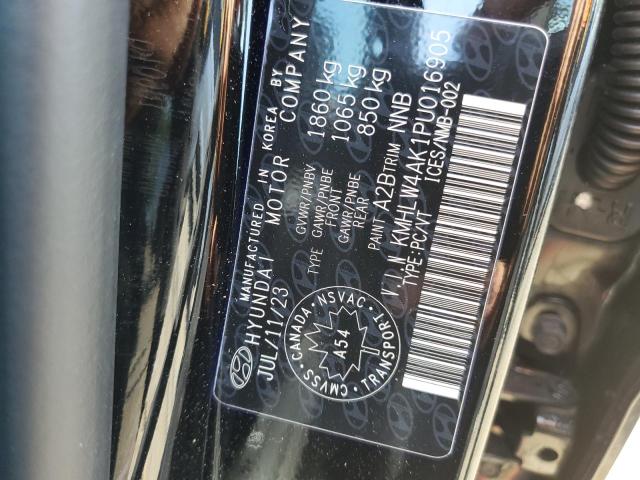 MANUFACTURED IN KOREA BY
HYUNDAI MOTOR COMPANY
JUL/11/23
GVWR/PNBV 1860 kg
TYPE GAWR/PNBE FRONT 1065 kg
GAWR/PNBE REAR 850 kg
PAINT A2B TRIM NNB
V.I.N KMHLW4AK1PU016905
TYPE:PC/VT ICES/NMB-002
CANADA NSVAC TRANSPORT CMVSS
A54